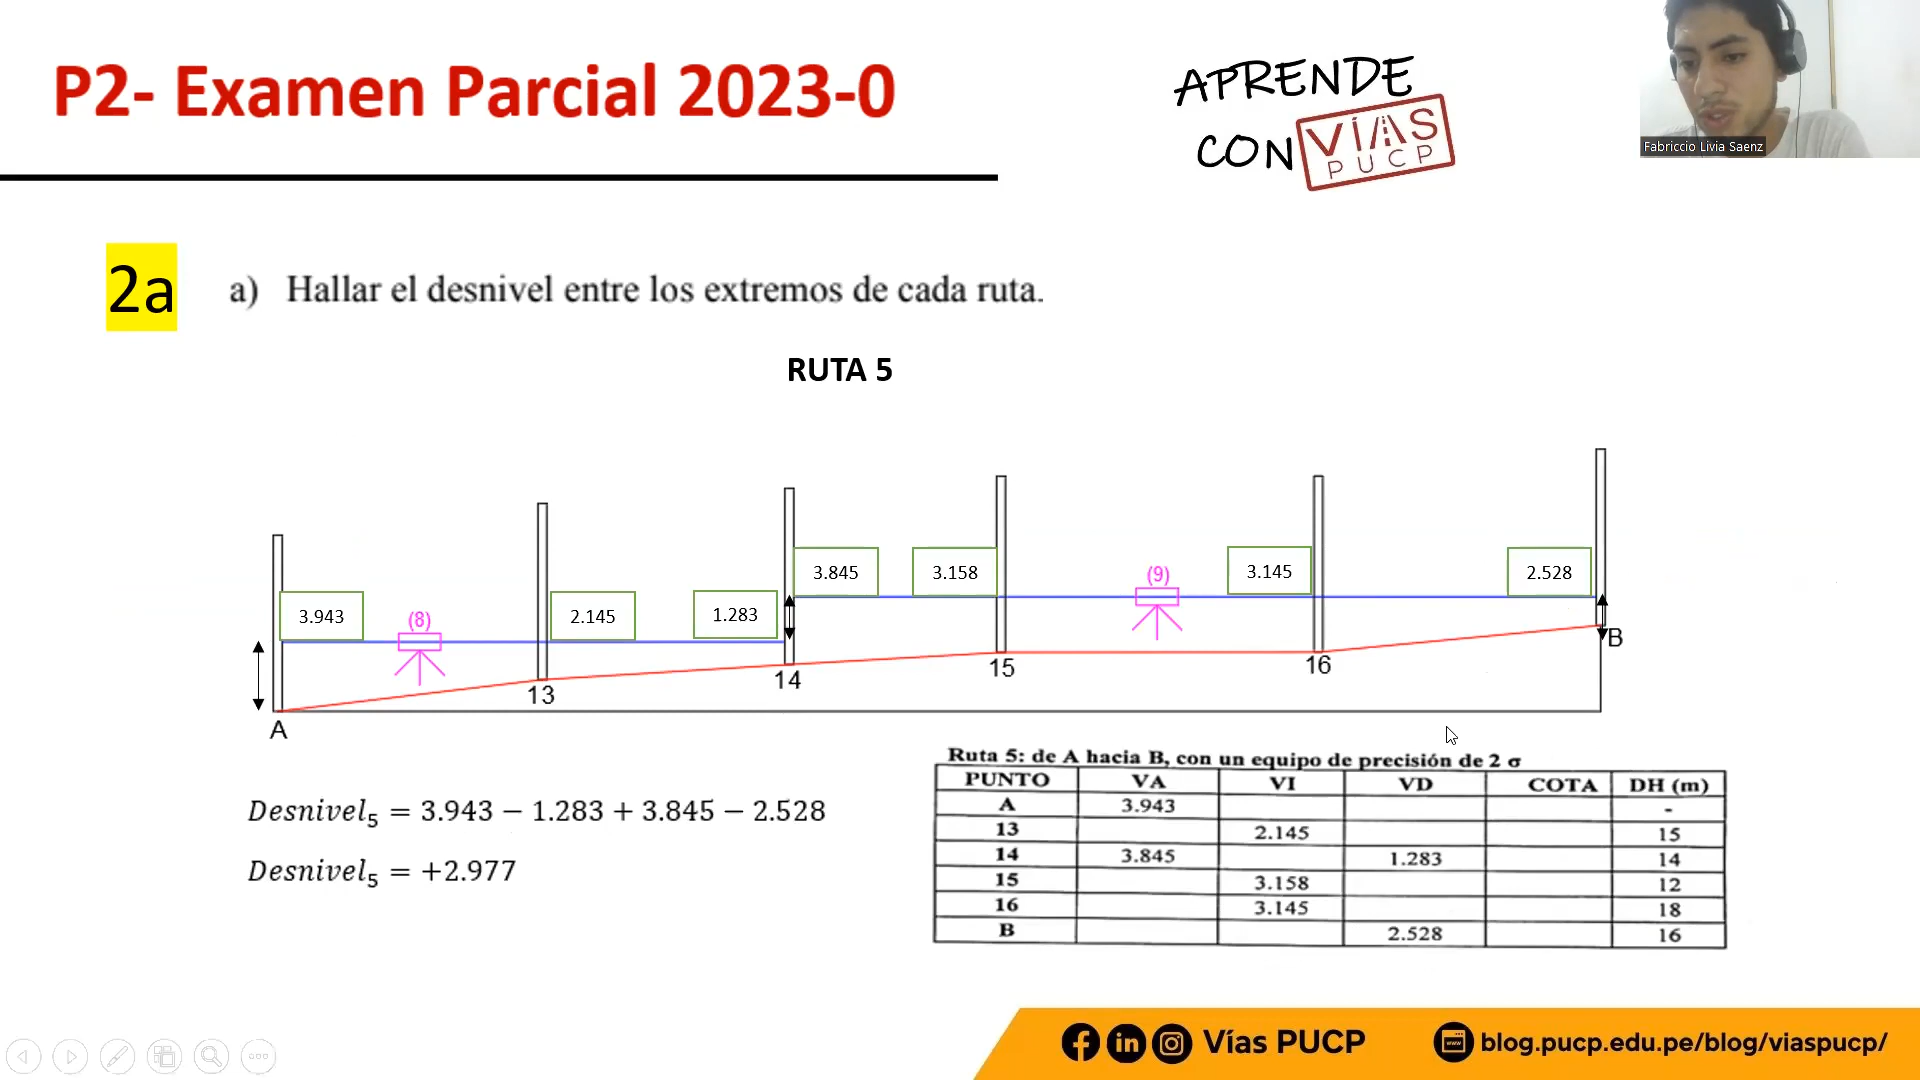 P2- Examen Parcial 2023-0
APRENDE
CON VÍAS
PUCP
Fabriccio Livia Saenz
2a
a) Hallar el desnivel entre los extremos de cada ruta.
RUTA 5
3.943
(8)
2.145
1.283
3.845
3.158
(9)
3.145
2.528
A
13
14
15
16
B
Desnivel₅ = 3.943 − 1.283 + 3.845 − 2.528
Desnivel₅ = +2.977
Ruta 5: de A hacia B, con un equipo de precisión de 2 σ
PUNTO VA VI VD COTA DH (m)
A 3.943 -
13 2.145 15
14 3.845 1.283 14
15 3.158 12
16 3.145 18
B 2.528 16
Vías PUCP
www
blog.pucp.edu.pe/blog/viaspucp/